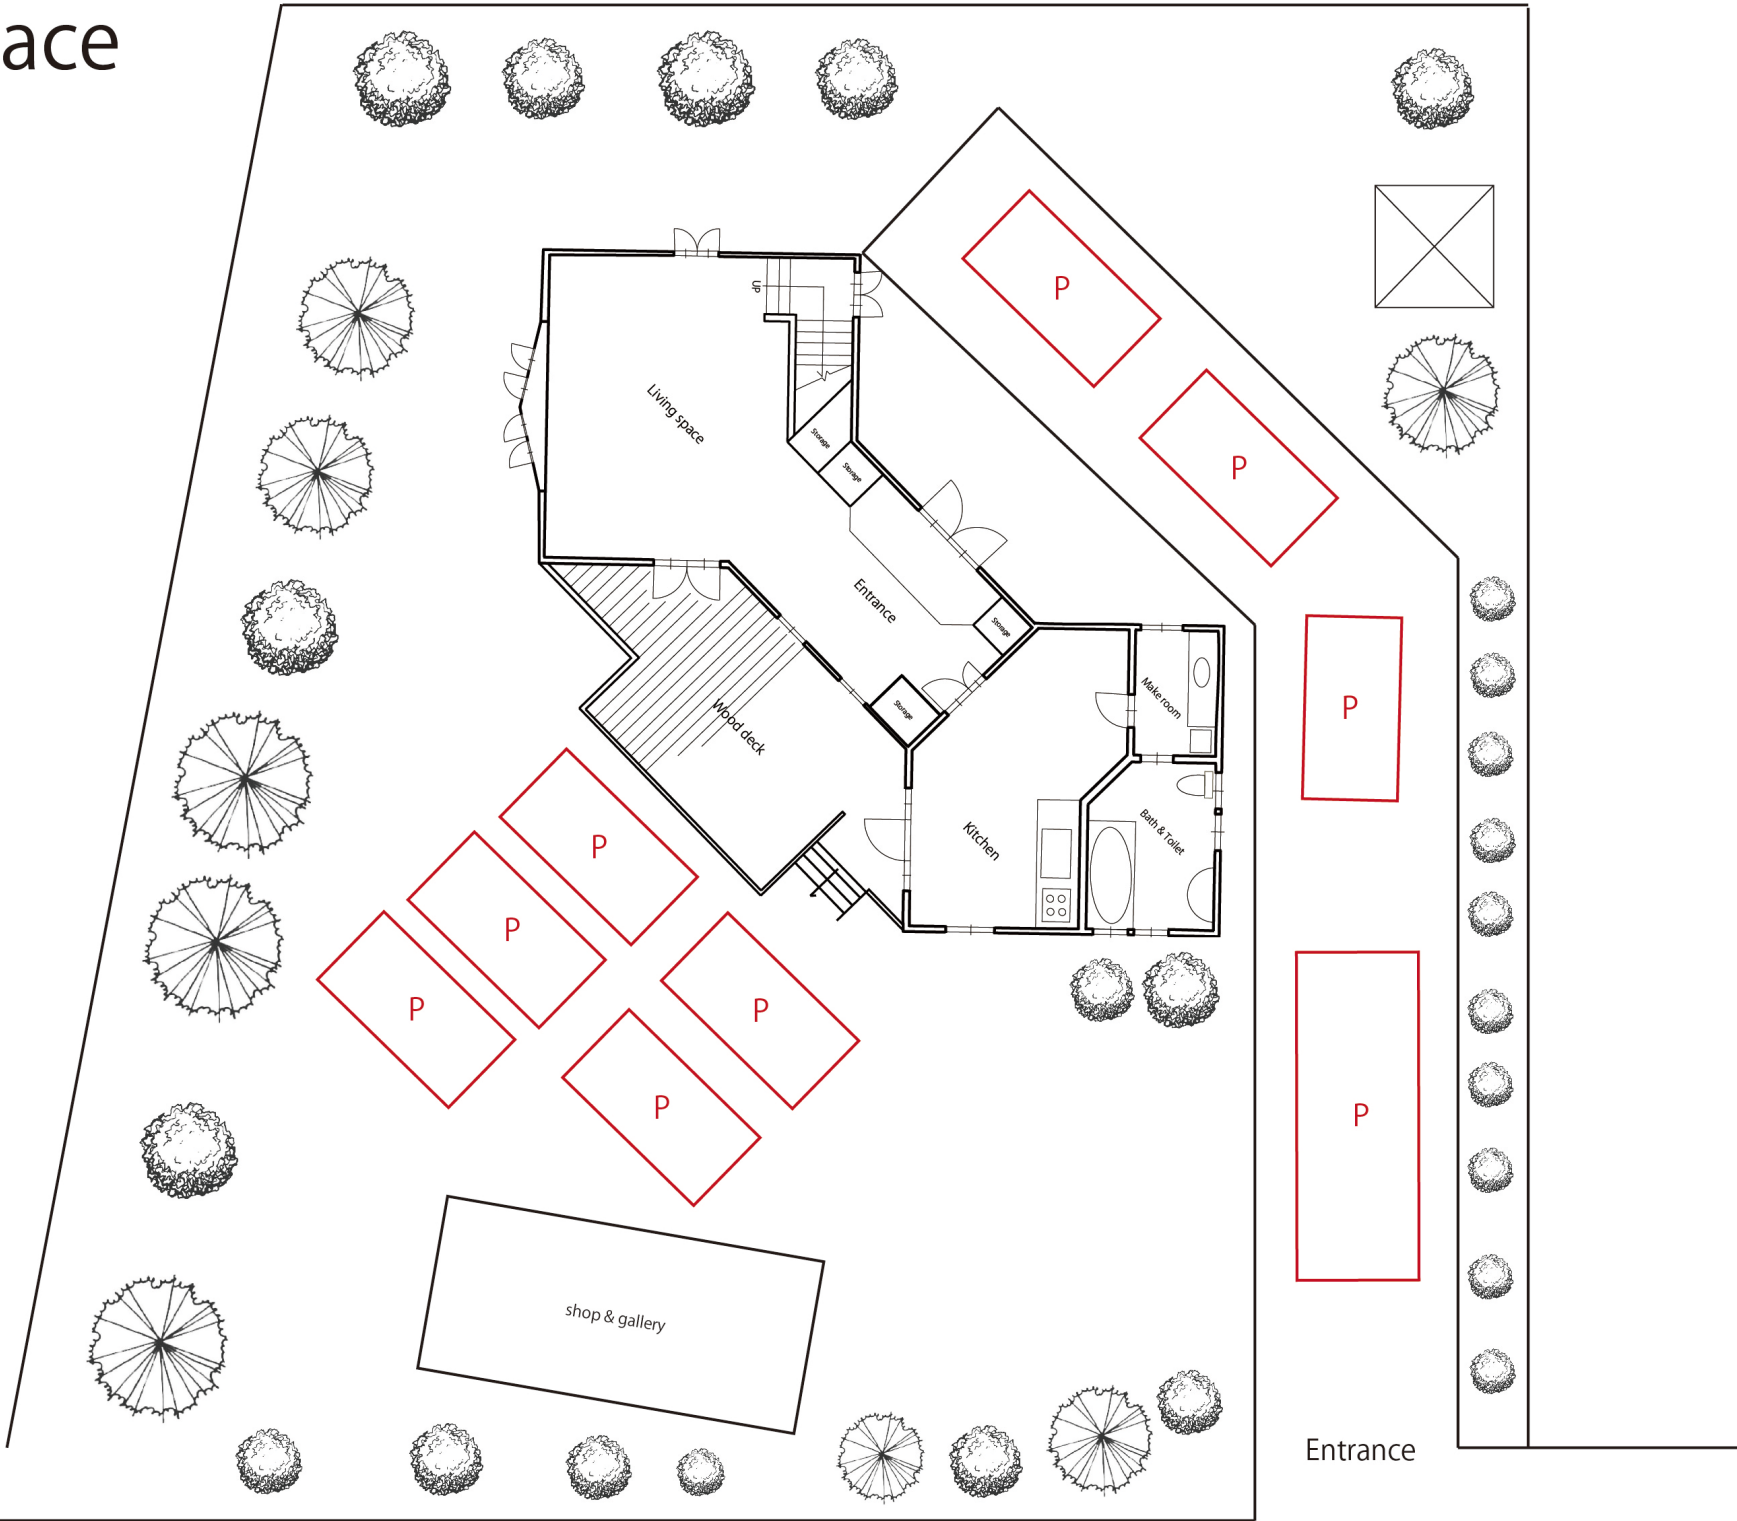 ace
P
UP
Living space
Storage
Storage
P
Entrance
Storage
Make room
Storage
P
Wood deck
Kitchen
Bath & Toilet
P
P
P
P
P
P
shop & gallery
Entrance